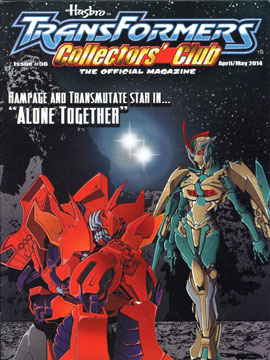 Hasbro
TRANSFORMERS
Collectors' Club
Issue #56
THE OFFICIAL MAGAZINE
April/May 2014
RAMPAGE AND TRANSMUTATE STAR IN...
"ALONE TOGETHER"